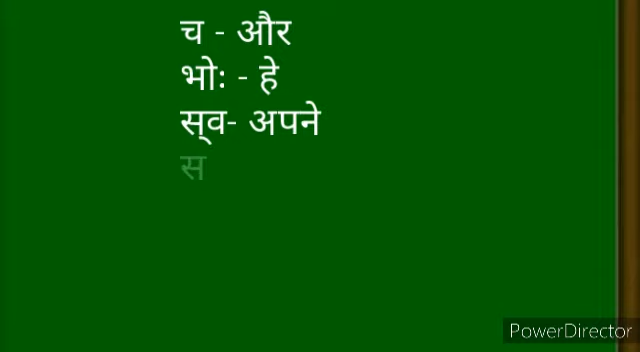 च - और
भोः - हे
स्‌व- अपने
स
PowerDirector